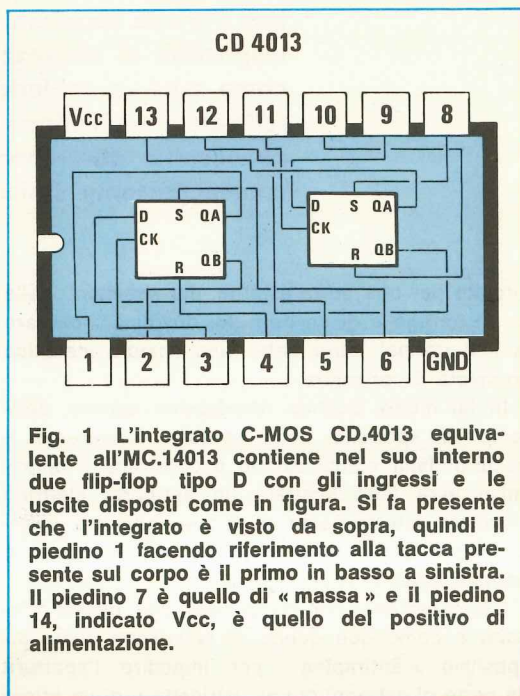 CD 4013
Vcc 13 12 11 10 9 8
D S QA
CK
R QB
D S QA
CK
R QB
1 2 3 4 5 6 GND
Fig. 1 L'integrato C-MOS CD.4013 equiva-
lente all'MC.14013 contiene nel suo interno
due flip-flop tipo D con gli ingressi e le
uscite disposti come in figura. Si fa presente
che l'integrato è visto da sopra, quindi il
piedino 1 facendo riferimento alla tacca pre-
sente sul corpo è il primo in basso a sinistra.
Il piedino 7 è quello di « massa » e il piedino
14, indicato Vcc, è quello del positivo di
alimentazione.